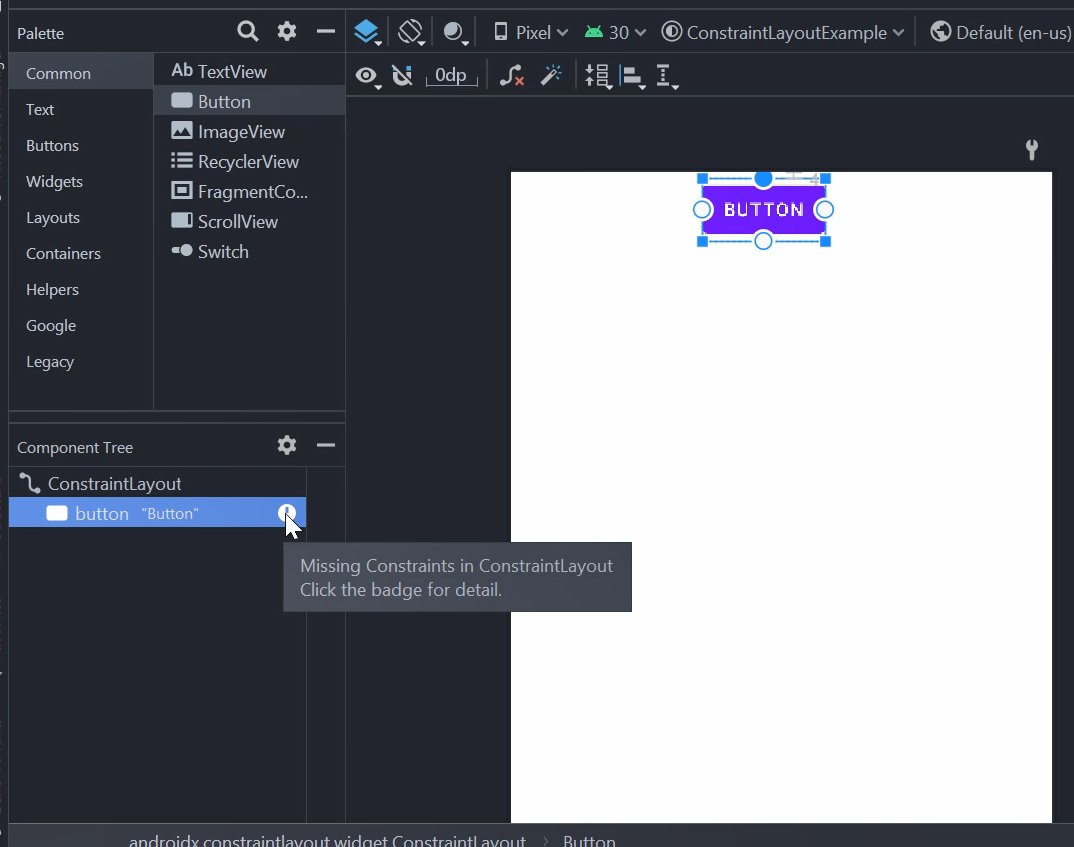 Palette
Pixel
30
ConstraintLayoutExample
Default (en-us)
Common
Text
Buttons
Widgets
Layouts
Containers
Helpers
Google
Legacy
Ab TextView
Button
ImageView
RecyclerView
FragmentCo...
ScrollView
Switch
0dp
4
BUTTON
Component Tree
ConstraintLayout
button "Button"
Missing Constraints in ConstraintLayout
Click the badge for detail.
androidx.constraintlayout.widget.ConstraintLayout > Button